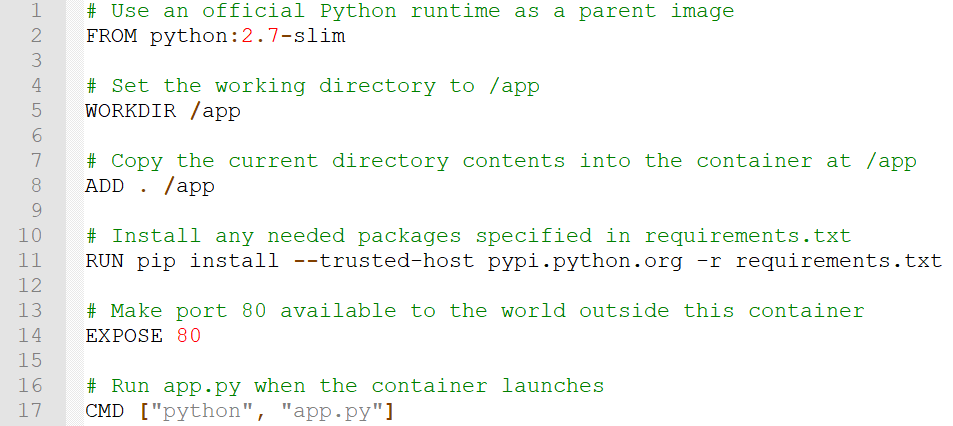 1 # Use an official Python runtime as a parent image
2 FROM python:2.7-slim
3
4 # Set the working directory to /app
5 WORKDIR /app
6
7 # Copy the current directory contents into the container at /app
8 ADD . /app
9
10 # Install any needed packages specified in requirements.txt
11 RUN pip install --trusted-host pypi.python.org -r requirements.txt
12
13 # Make port 80 available to the world outside this container
14 EXPOSE 80
15
16 # Run app.py when the container launches
17 CMD ["python", "app.py"]